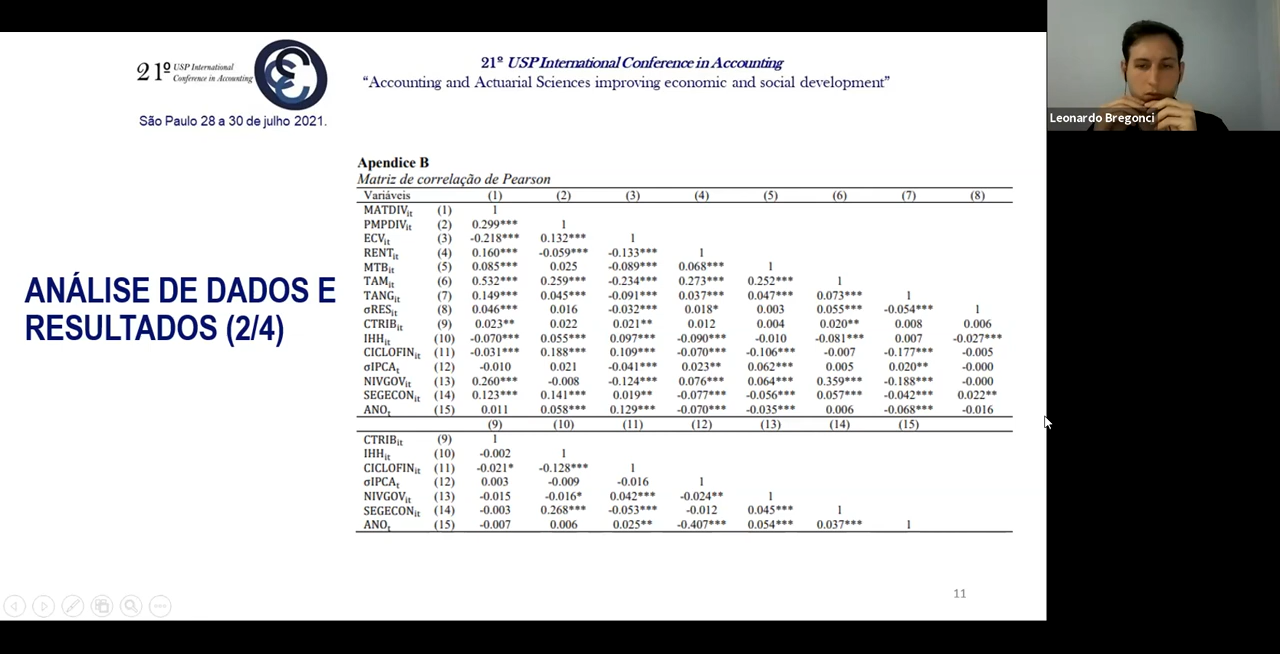 21º USP International
Conference in Accounting
São Paulo 28 a 30 de julho 2021.
21º USP International Conference in Accounting
“Accounting and Actuarial Sciences improving economic and social development”
Leonardo Bregonci
ANÁLISE DE DADOS E
RESULTADOS (2/4)
Apendice B
Matriz de correlação de Pearson
Variáveis (1) (2) (3) (4) (5) (6) (7) (8)
MATDIVit (1) 1
PMPDIVit (2) 0.299*** 1
ECVit (3) -0.218*** 0.132*** 1
RENTit (4) 0.160*** -0.059*** -0.133*** 1
MTBit (5) 0.085*** 0.025 -0.089*** 0.068*** 1
TAMit (6) 0.532*** 0.259*** -0.234*** 0.273*** 0.252*** 1
TANGit (7) 0.149*** 0.045*** -0.091*** 0.037*** 0.047*** 0.073*** 1
σRESit (8) 0.046*** 0.016 -0.032*** 0.018* 0.003 0.055*** -0.054*** 1
CTRIBit (9) 0.023** 0.022 0.021** 0.012 0.004 0.020** 0.008 0.006
IHHit (10) -0.070*** 0.055*** 0.097*** -0.090*** -0.010 -0.081*** 0.007 -0.027***
CICLOFINit (11) -0.031*** 0.188*** 0.109*** -0.070*** -0.106*** -0.007 -0.177*** -0.005
σIPCAt (12) -0.010 0.021 -0.041*** 0.023** 0.062*** 0.005 0.020** -0.000
NIVGOVit (13) 0.260*** -0.008 -0.124*** 0.076*** 0.064*** 0.359*** -0.188*** -0.000
SEGECONit (14) 0.123*** 0.141*** 0.019** -0.077*** -0.056*** 0.057*** -0.042*** 0.022**
ANOt (15) 0.011 0.058*** 0.129*** -0.070*** -0.035*** 0.006 -0.068*** -0.016
(9) (10) (11) (12) (13) (14) (15)
CTRIBit (9) 1
IHHit (10) -0.002 1
CICLOFINit (11) -0.021* -0.128*** 1
σIPCAt (12) 0.003 -0.009 -0.016 1
NIVGOVit (13) -0.015 -0.016* 0.042*** -0.024** 1
SEGECONit (14) -0.003 0.268*** -0.053*** -0.012 0.045*** 1
ANOt (15) -0.007 0.006 0.025** -0.407*** 0.054*** 0.037*** 1
11